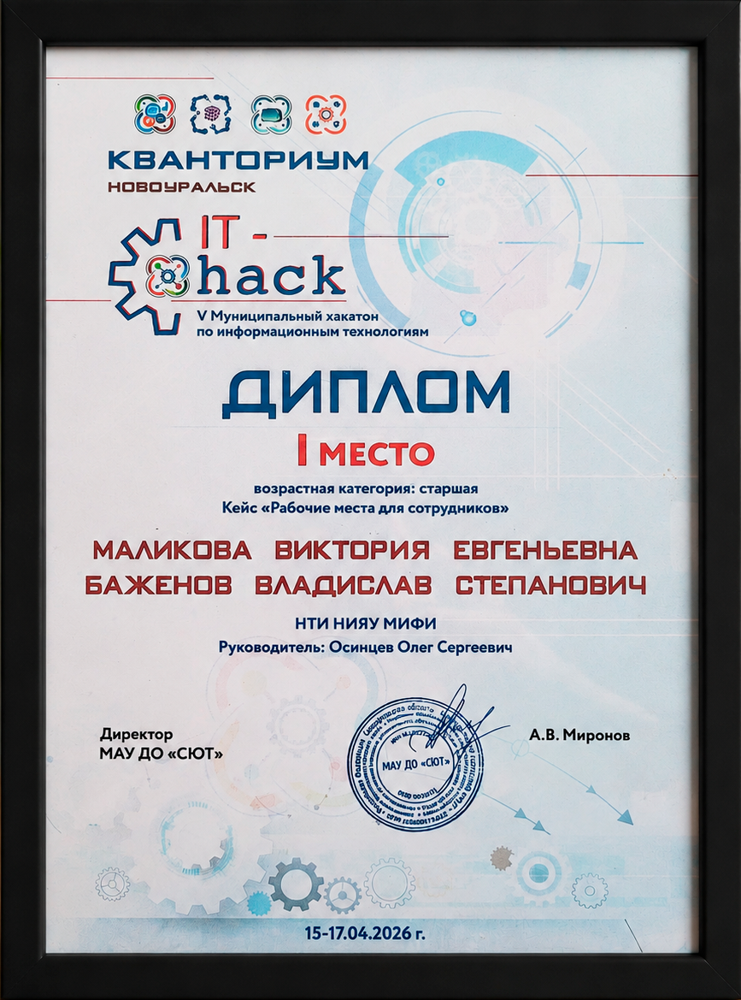 КВАНТОРИУМ
НОВОУРАЛЬСК
IT -
hack
V Муниципальный хакатон
по информационным технологиям
ДИПЛОМ
I МЕСТО
возрастная категория: старшая
Кейс «Рабочие места для сотрудников»
МАЛИКОВА ВИКТОРИЯ ЕВГЕНЬЕВНА
БАЖЕНОВ ВЛАДИСЛАВ СТЕПАНОВИЧ
НТИ НИЯУ МИФИ
Руководитель: Осинцев Олег Сергеевич
Директор
МАУ ДО «СЮТ»
МАУ ДО «СЮТ»
А.В. Миронов
15-17.04.2026 г.